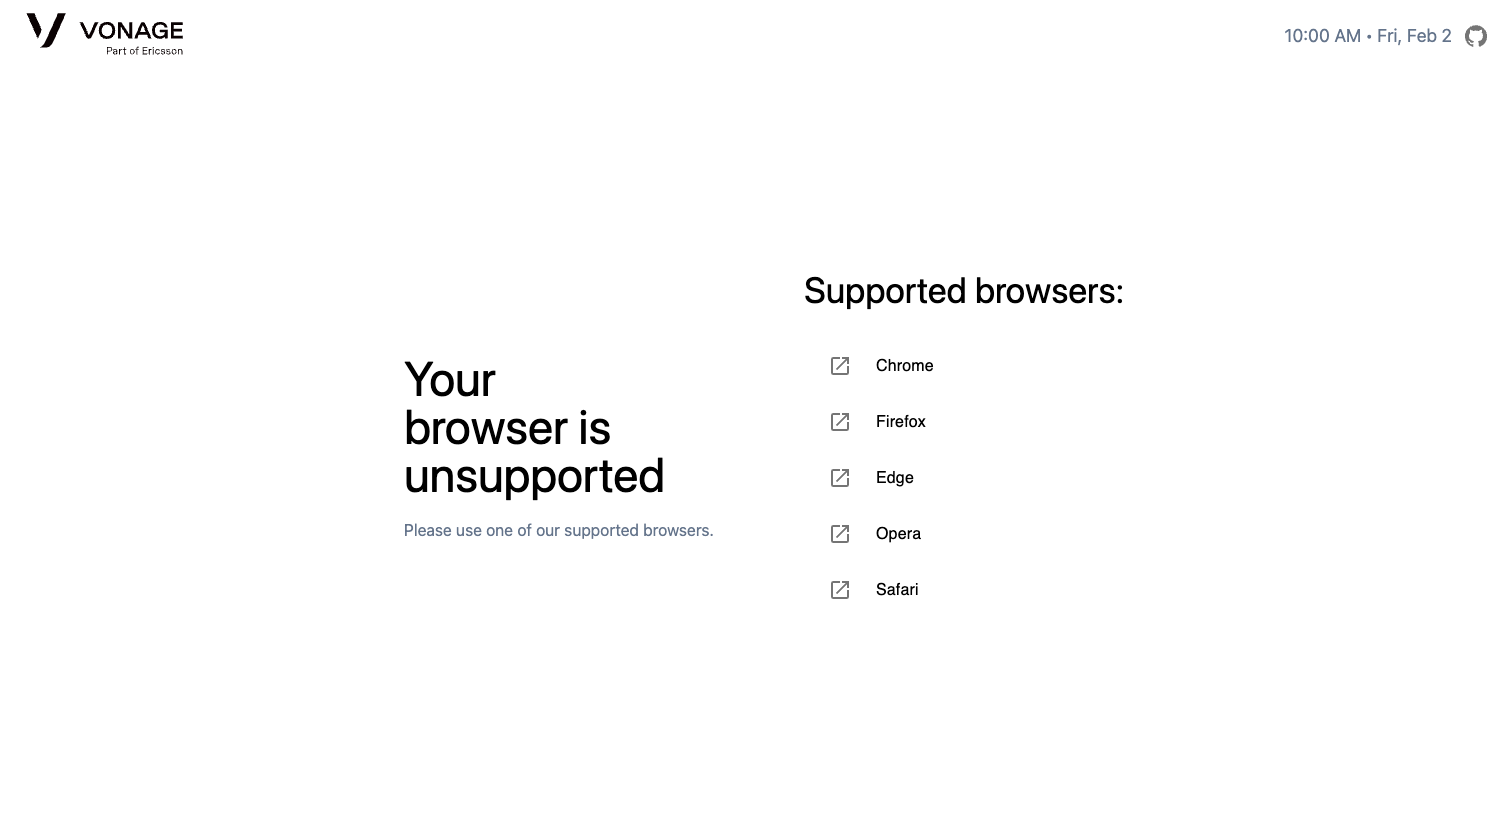 VONAGE
Part of Ericsson
10:00 AM • Fri, Feb 2
Your
browser is
unsupported
Please use one of our supported browsers.
Supported browsers:
Chrome
Firefox
Edge
Opera
Safari